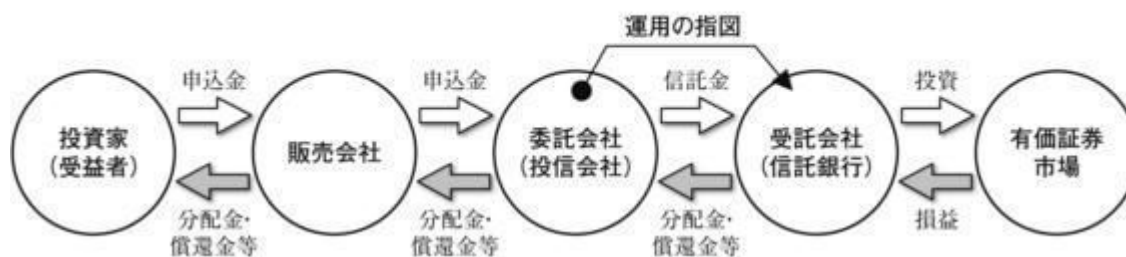 運用の指図
申込金
申込金
信託金
投資
投資家
(受益者)
販売会社
委託会社
(投信会社)
受託会社
(信託銀行)
有価証券
市場
分配金・
償還金等
分配金・
償還金等
分配金・
償還金等
損益